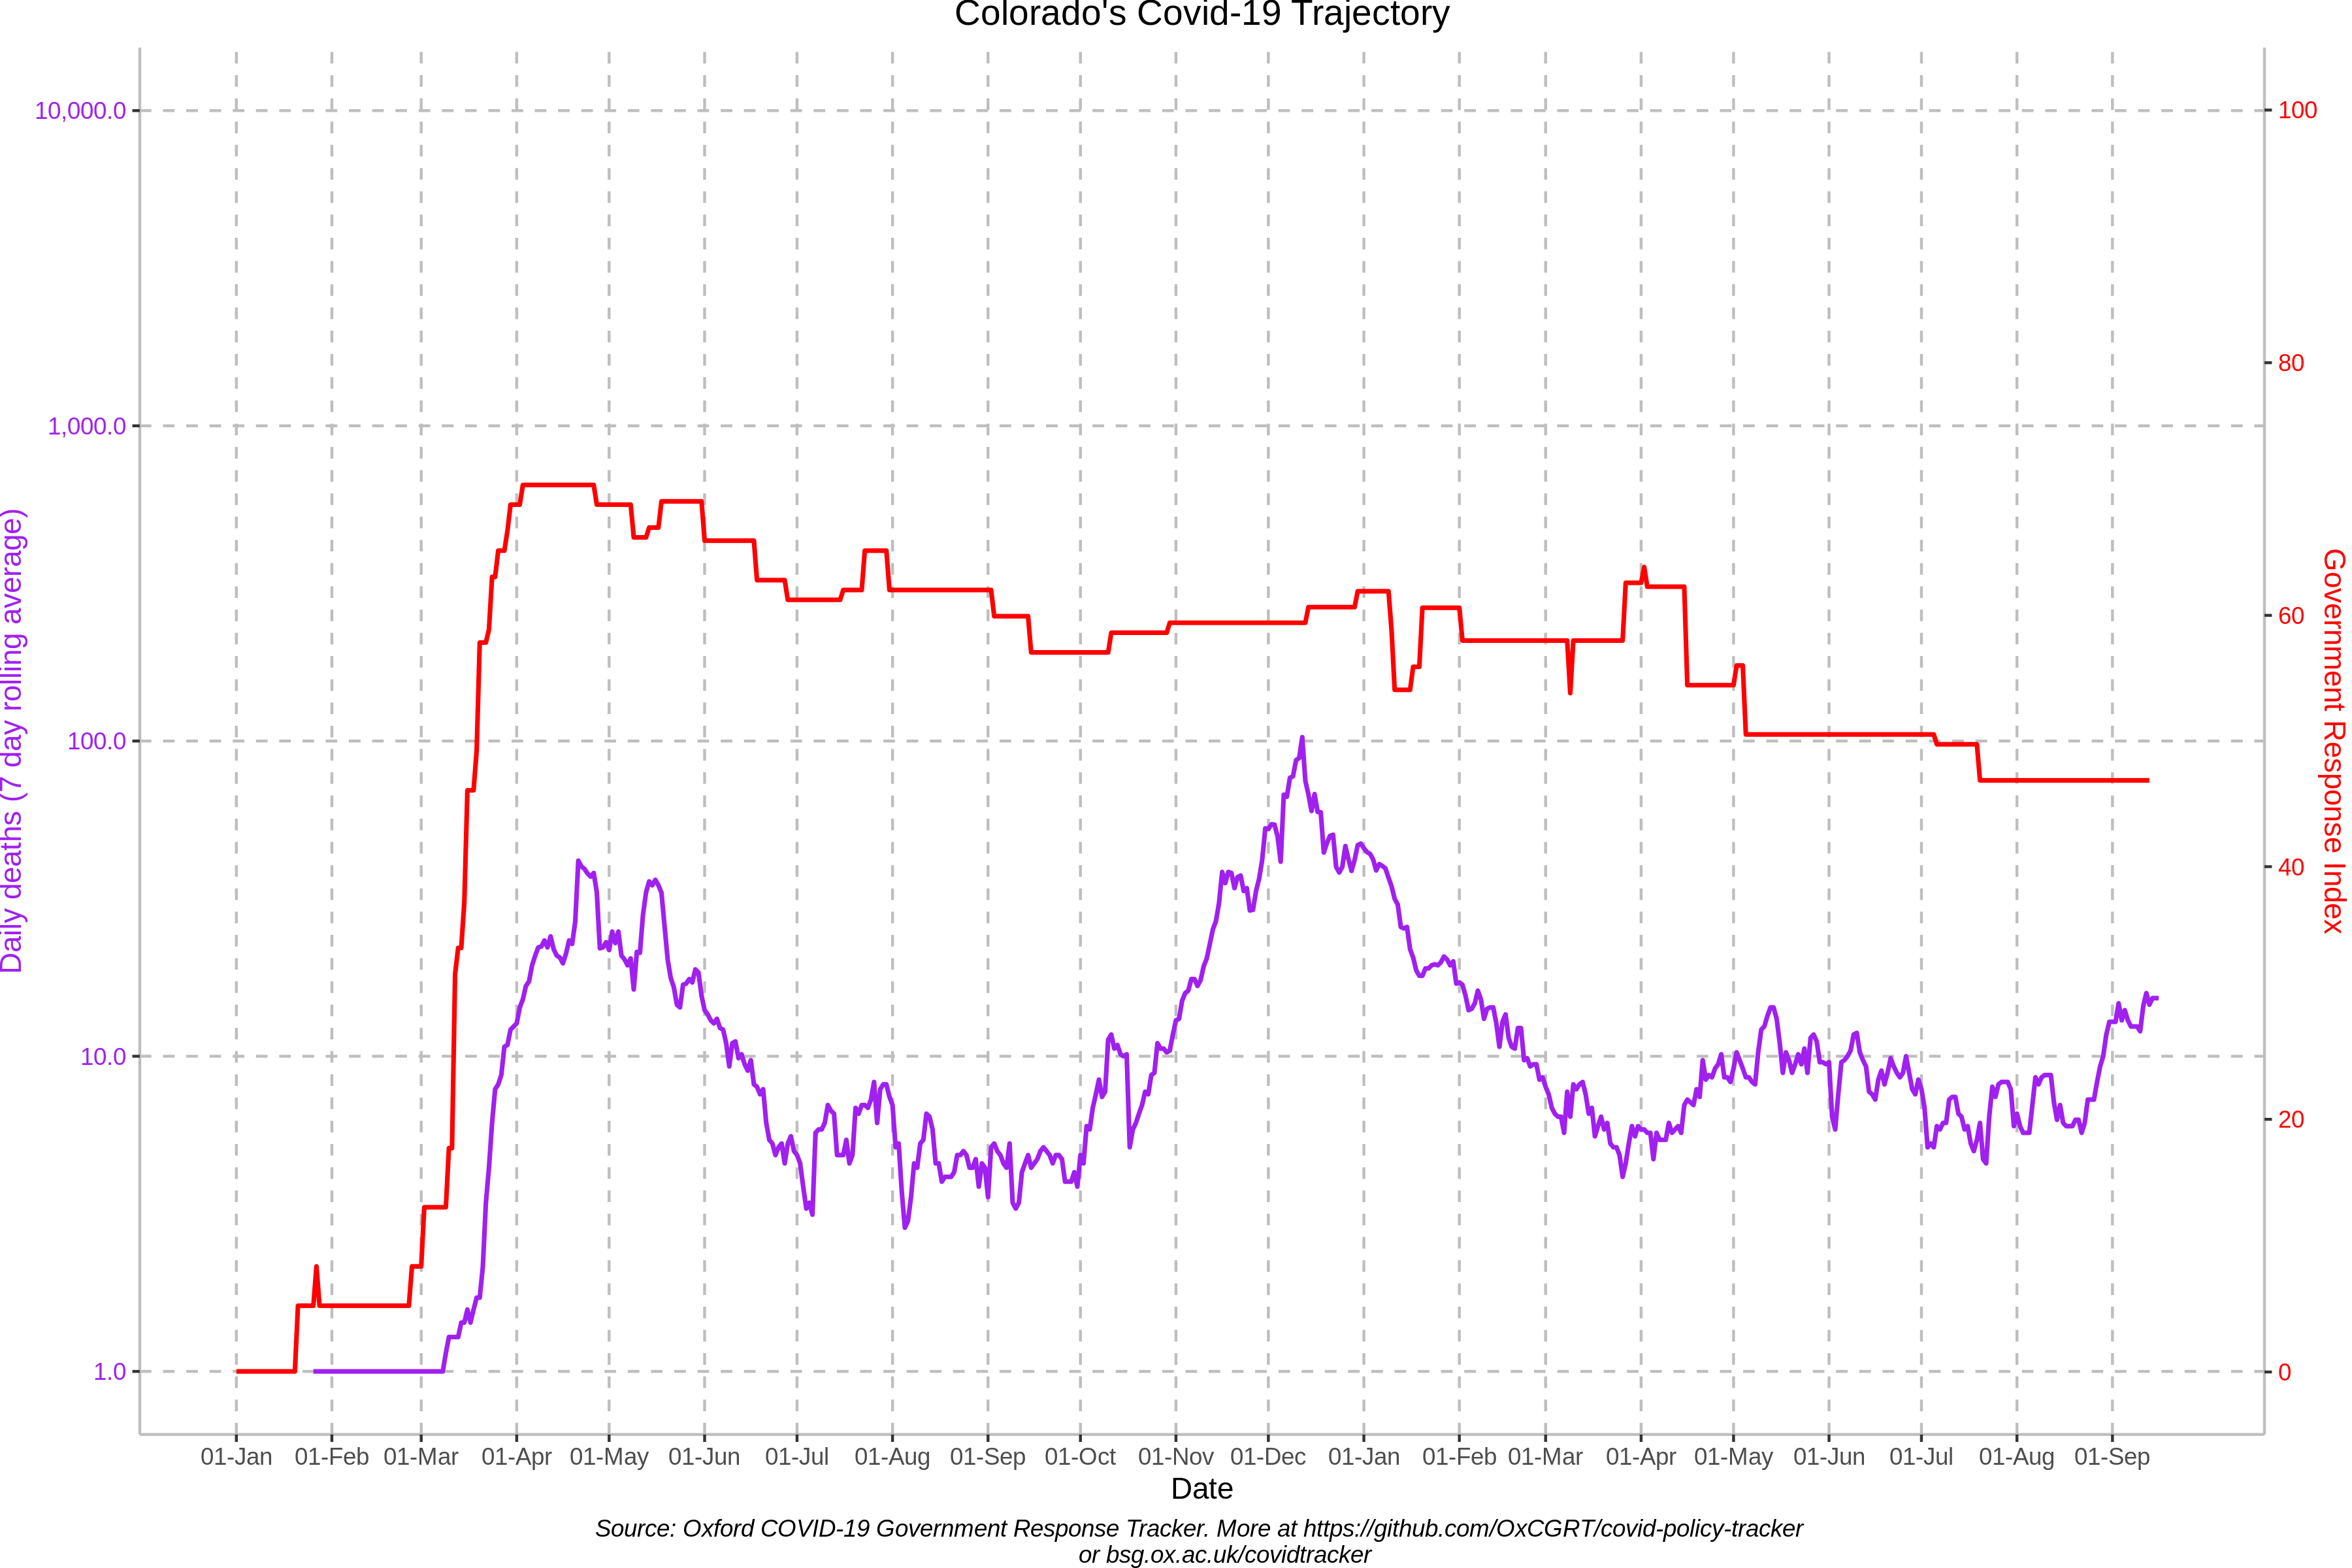 Colorado's Covid-19 Trajectory
10,000.0
1,000.0
100.0
10.0
1.0
Daily deaths (7 day rolling average)
100
80
60
40
20
0
Government Response Index
01-Jan 01-Feb 01-Mar 01-Apr 01-May 01-Jun 01-Jul 01-Aug 01-Sep 01-Oct 01-Nov 01-Dec 01-Jan 01-Feb 01-Mar 01-Apr 01-May 01-Jun 01-Jul 01-Aug 01-Sep
Date
Source: Oxford COVID-19 Government Response Tracker. More at https://github.com/OxCGRT/covid-policy-tracker
or bsg.ox.ac.uk/covidtracker